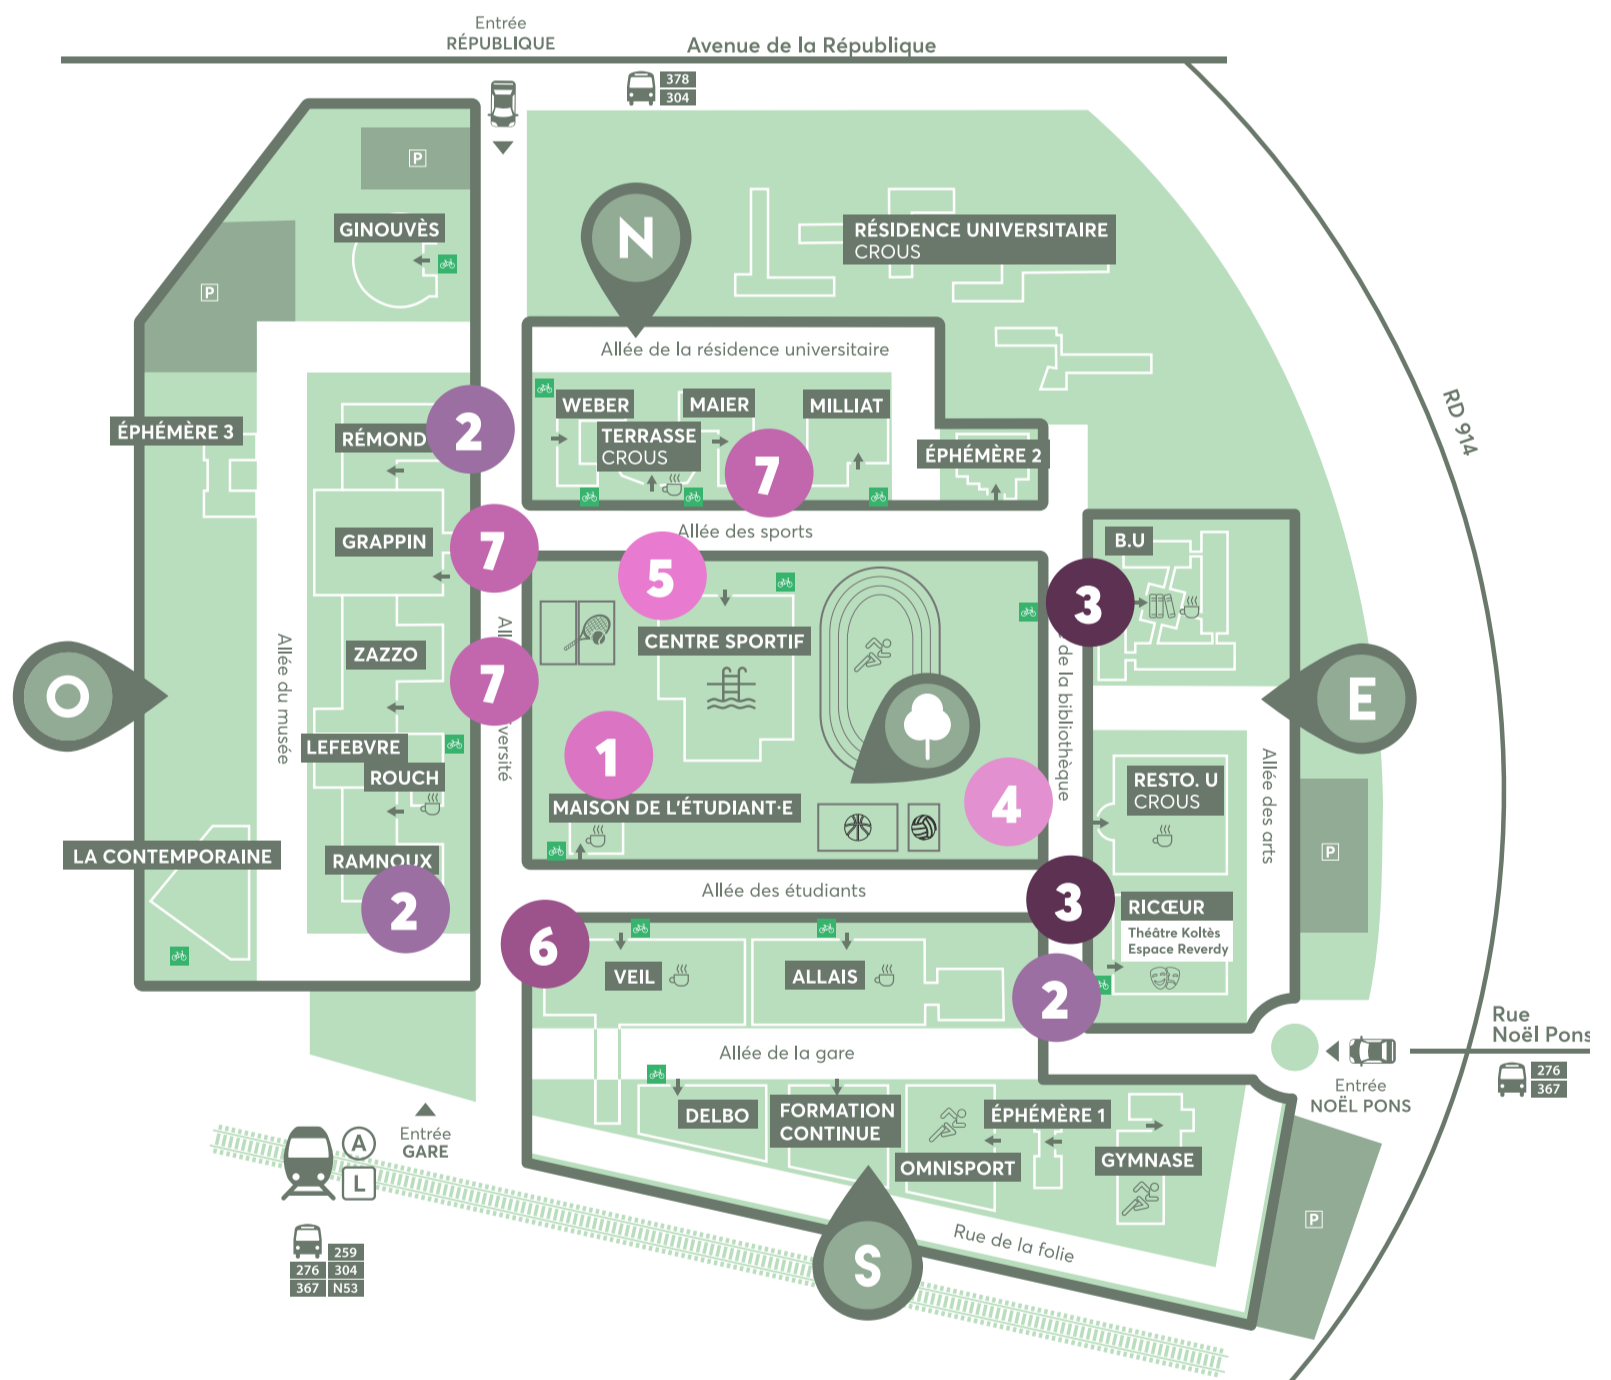 Entrée
RÉPUBLIQUE
Avenue de la République
378
304
P
GINOUVÈS
P
N
RÉSIDENCE UNIVERSITAIRE
CROUS
Allée de la résidence universitaire
RD 914
WEBER
MAIER
MILLIAT
ÉPHÉMÈRE 3
RÉMOND
2
TERRASSE
CROUS
7
ÉPHÉMÈRE 2
GRAPPIN
7
Allée des sports
B.U
5
3
CENTRE SPORTIF
ZAZZO
7
Allée du musée
O
E
de la bibliothèque
Allée des arts
LEFEBVRE
ROUCH
1
MAISON DE L'ÉTUDIANT·E
4
RESTO. U
CROUS
P
LA CONTEMPORAINE
RAMNOUX
2
Allée des étudiants
3
RICŒUR
Théâtre Koltès
Espace Reverdy
6
VEIL
ALLAIS
2
Rue
Noël Pons
276
367
Entrée
NOËL PONS
Allée de la gare
DELBO
FORMATION
CONTINUE
ÉPHÉMÈRE 1
OMNISPORT
GYMNASE
Entrée
GARE
A
L
259
276 304
367 N53
S
Rue de la folie
P